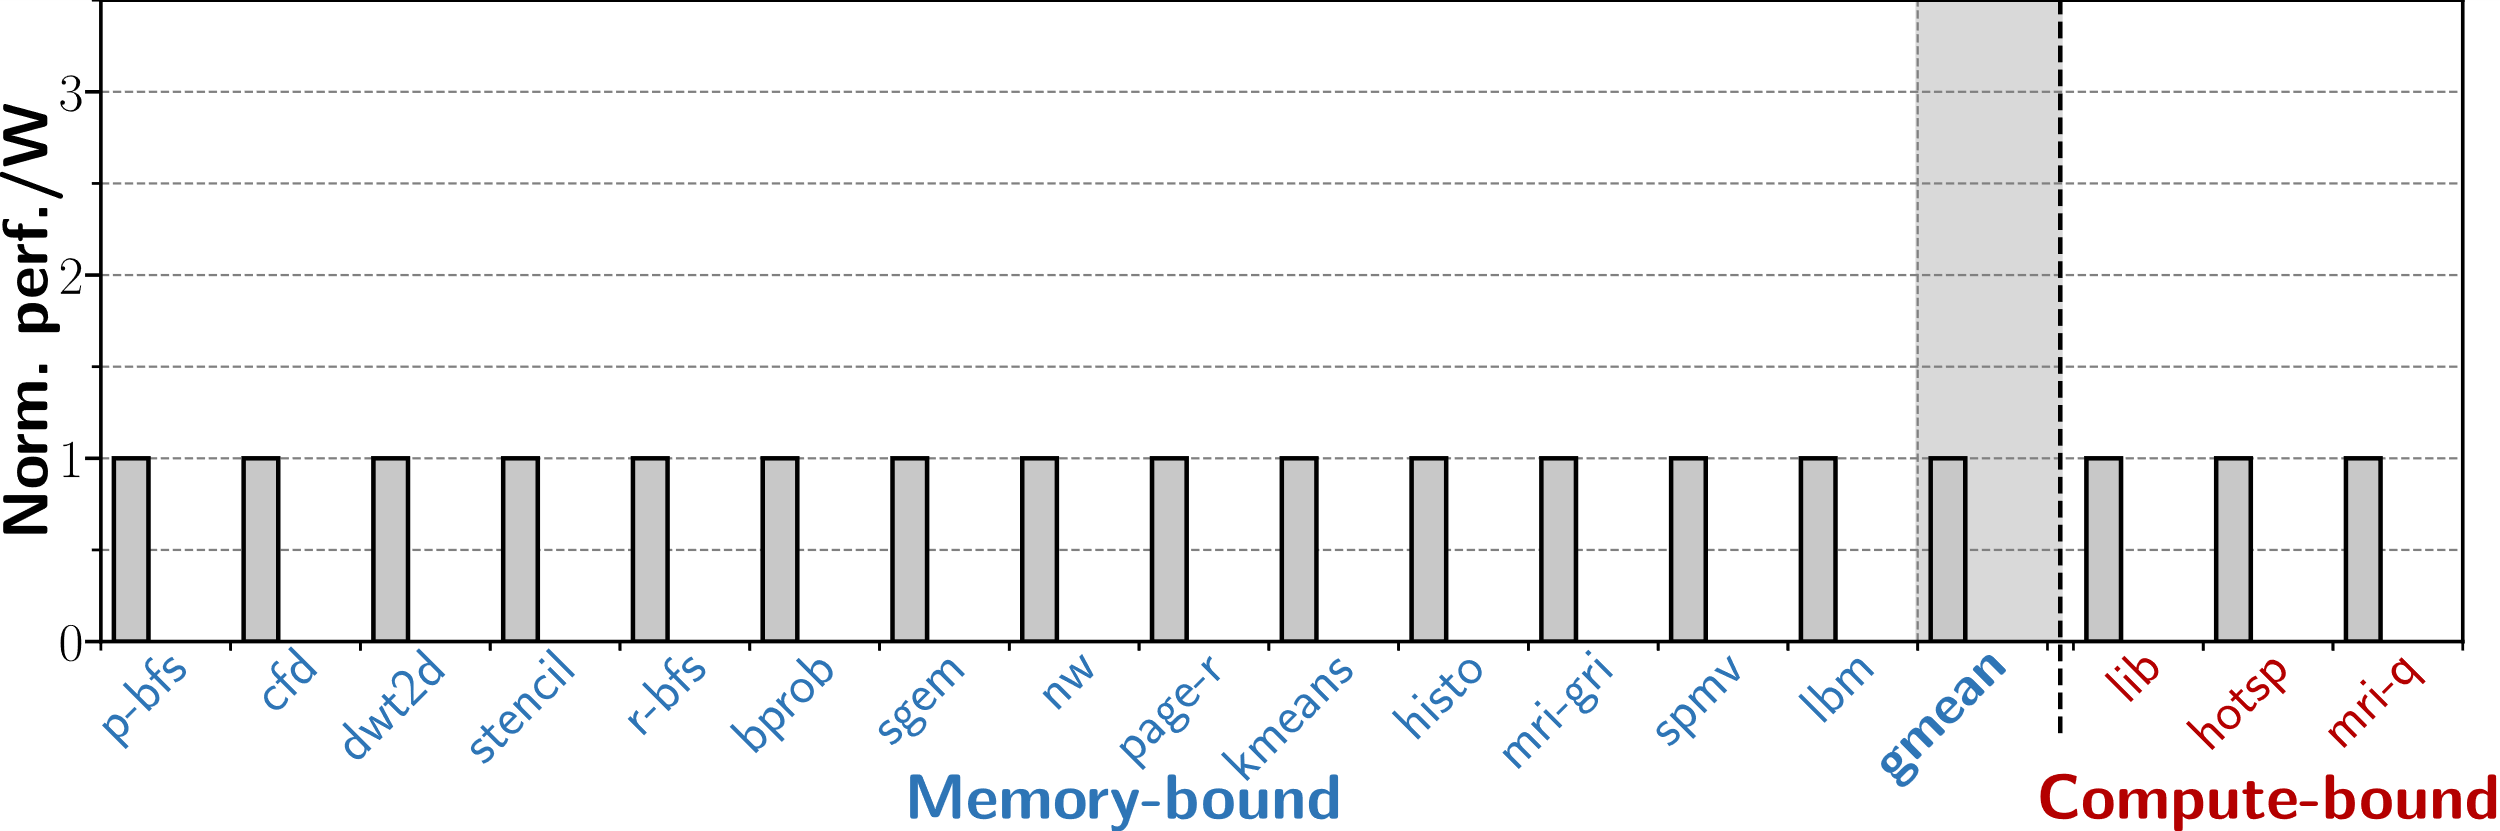 Norm. perf./W
3
2
1
0
p-bfs
cfd
dwt2d
stencil
r-bfs
bprob
sgem
nw
pager
kmeans
histo
mri-gri
spmv
lbm
gmean
lib
hotsp
mri-q
Memory-bound
Compute-bound